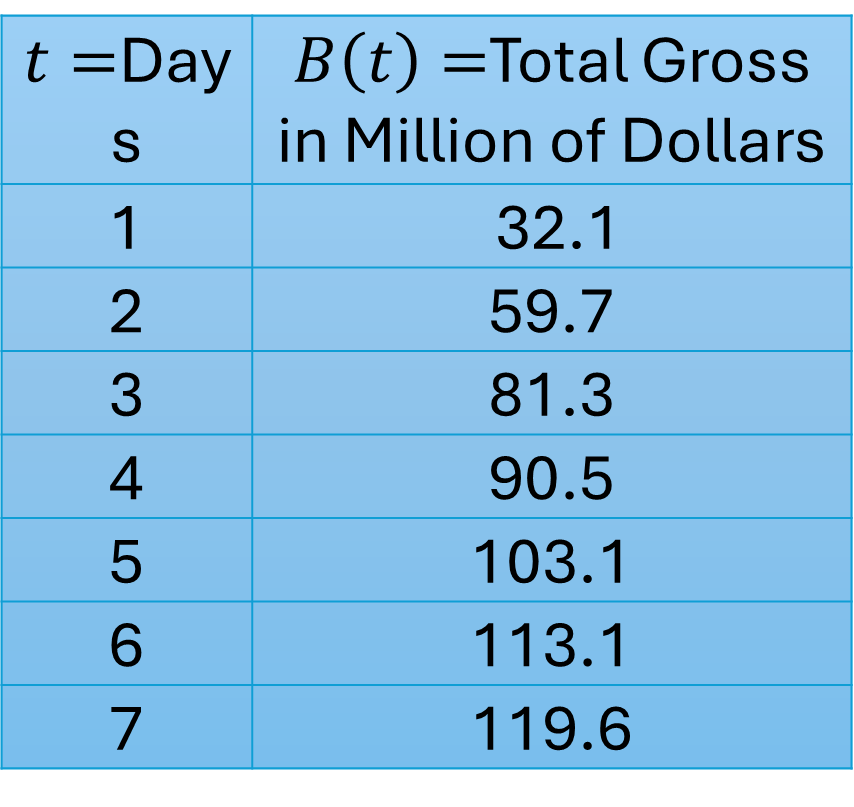 t =Day
s
B(t) =Total Gross
in Million of Dollars
1 32.1
2 59.7
3 81.3
4 90.5
5 103.1
6 113.1
7 119.6